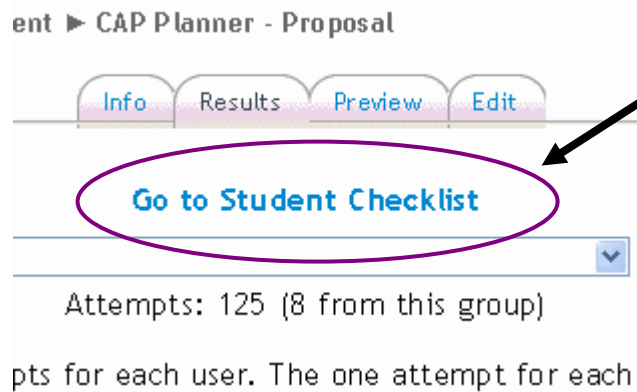 ent ► CAP Planner - Proposal
Info Results Preview Edit
Go to Student Checklist
Attempts: 125 (8 from this group)
pts for each user. The one attempt for each